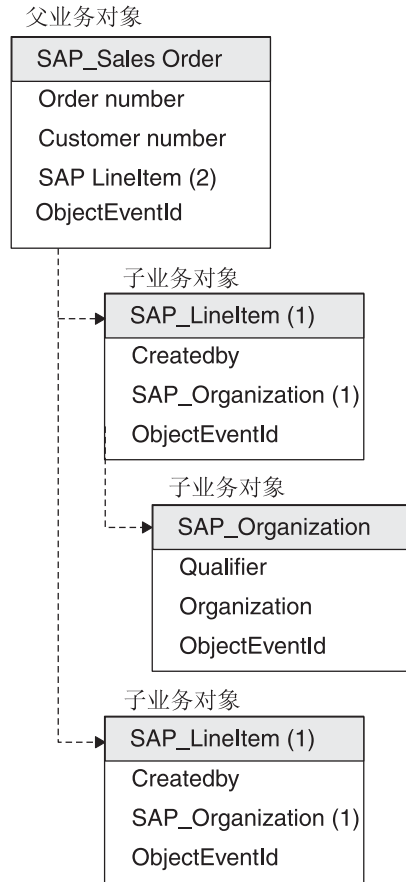 父业务对象
SAP_Sales Order
Order number
Customer number
SAP LineItem (2)
ObjectEventId
子业务对象
SAP_LineItem (1)
Createdby
SAP_Organization (1)
ObjectEventId
子业务对象
SAP_Organization
Qualifier
Organization
ObjectEventId
子业务对象
SAP_LineItem (1)
Createdby
SAP_Organization (1)
ObjectEventId